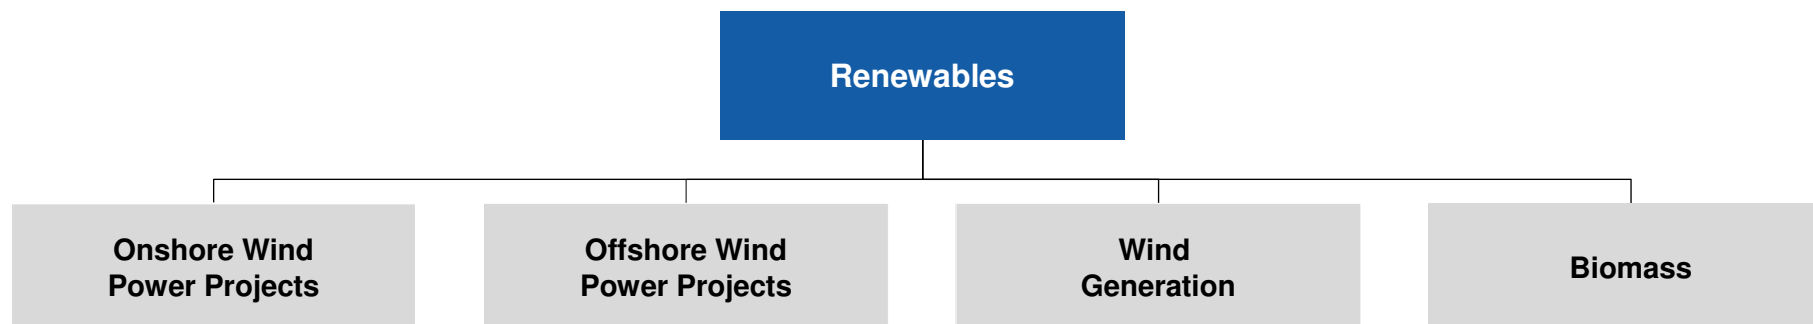 Renewables
Onshore Wind
Power Projects
Offshore Wind
Power Projects
Wind
Generation
Biomass